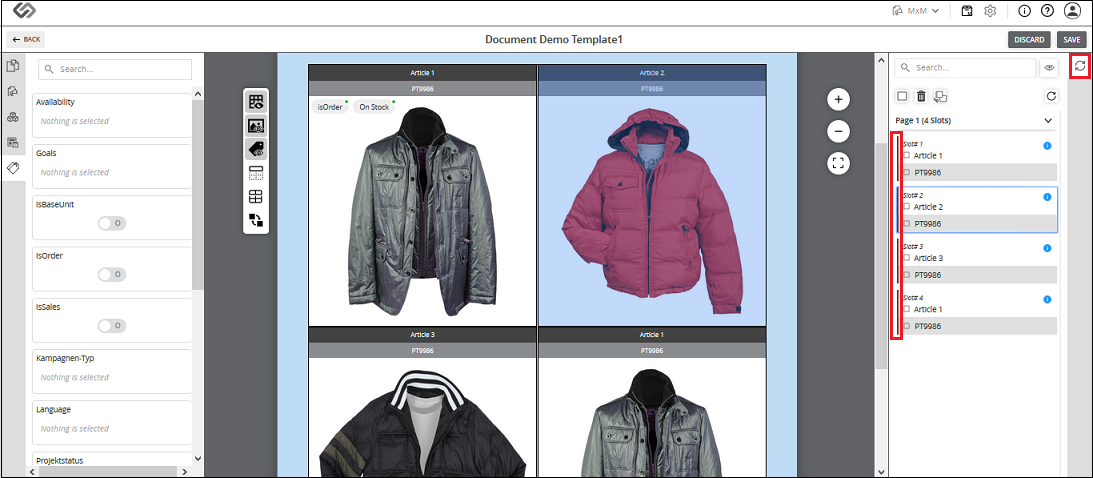 MxM
BACK
Document Demo Template1
DISCARD
SAVE
Search...
Availability
Nothing is selected
Goals
Nothing is selected
IsBaseUnit
O
IsOrder
O
IsSales
O
Kampagnen-Typ
Nothing is selected
Language
Nothing is selected
Projektstatus
Article 1
PT9986
isOrder
On Stock
Article 2
PT9986
Article 3
PT9986
Article 1
PT9986
Search...
Page 1 (4 Slots)
Slot# 1
Article 1
PT9986
Slot# 2
Article 2
PT9986
Slot# 3
Article 3
PT9986
Slot# 4
Article 1
PT9986